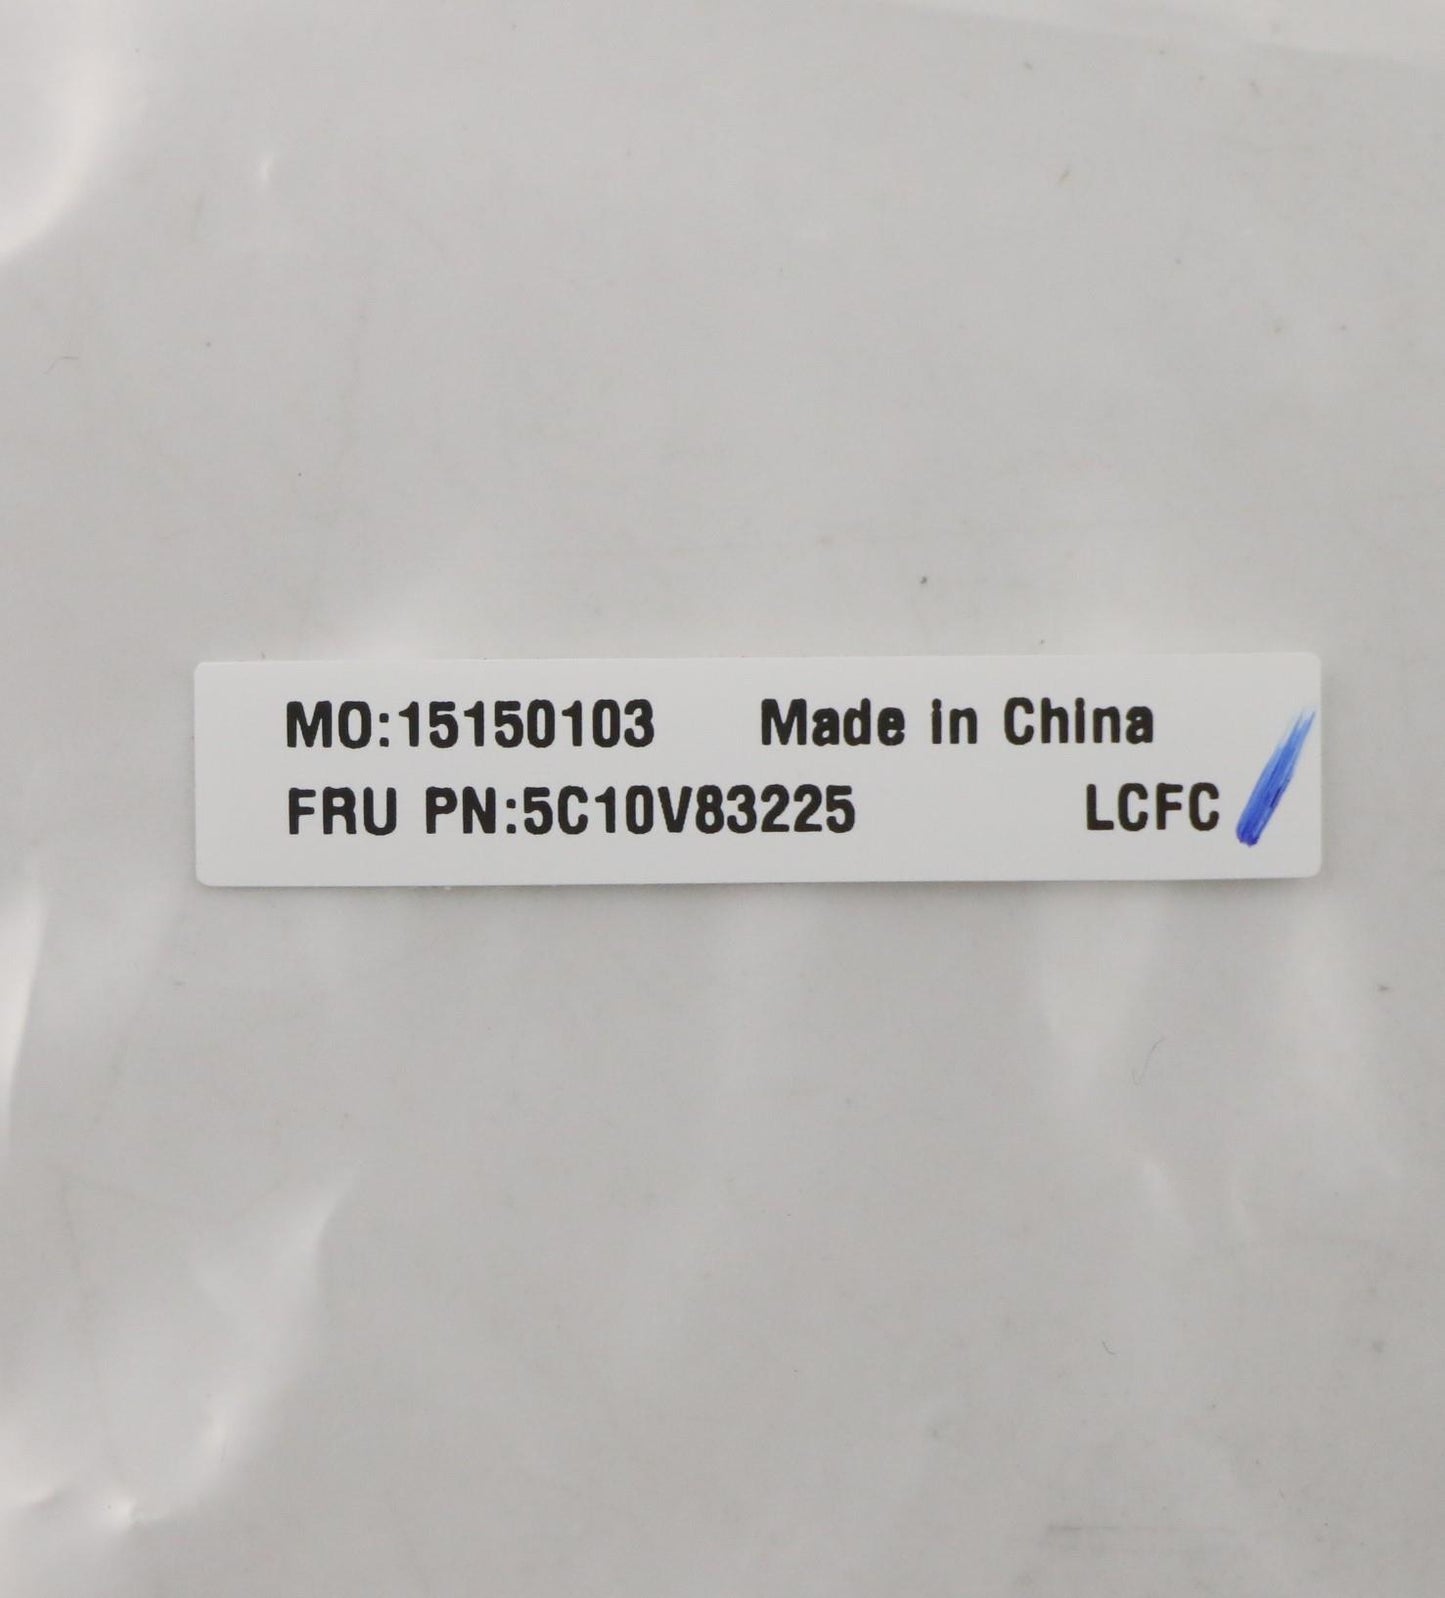 MO:15150103 Made in China
FRU PN:5C10V83225 LCFC